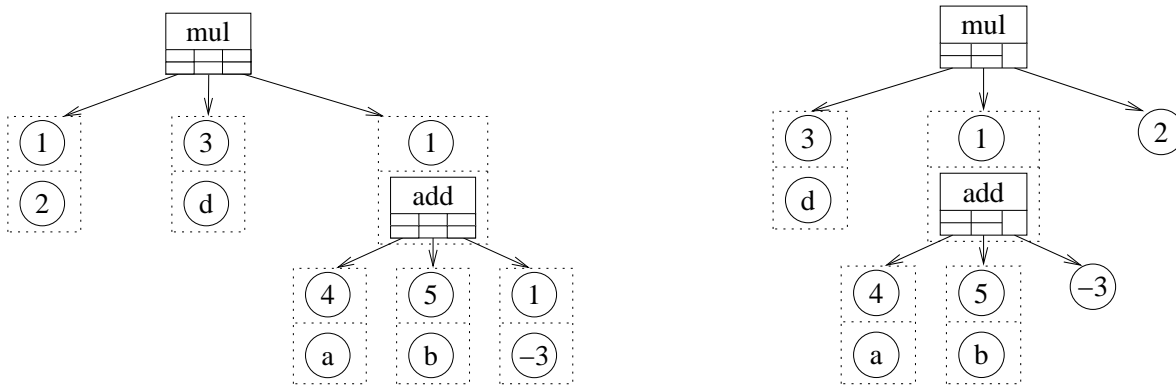 mul
mul
1 3 1
3 1 2
2 d add
d add
4 5 1
4 5 −3
a b −3
a b